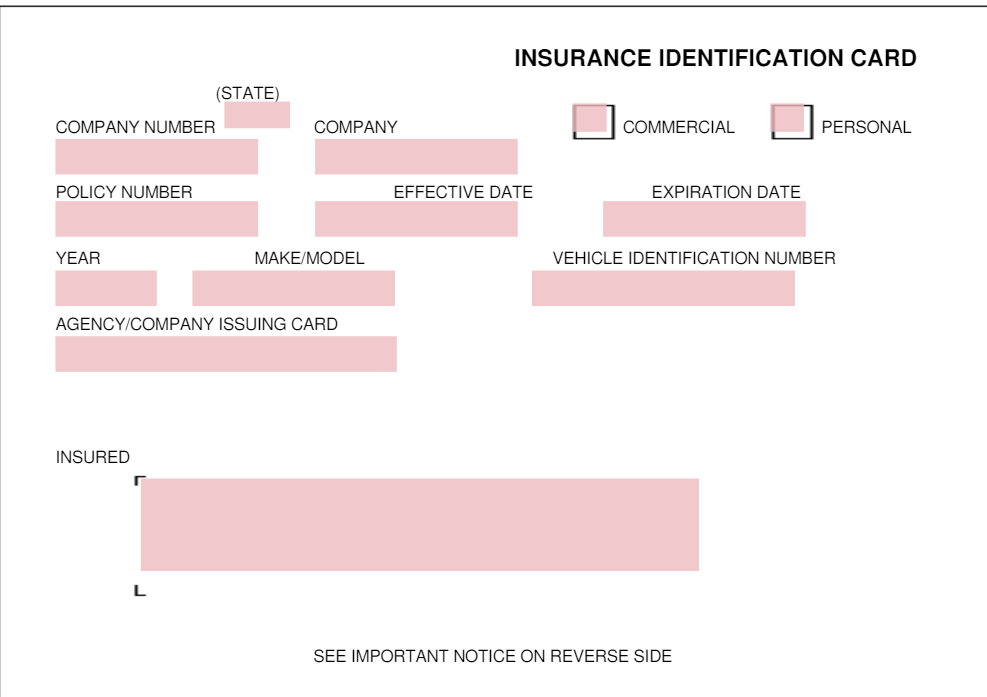 INSURANCE IDENTIFICATION CARD
(STATE)
COMPANY NUMBER COMPANY COMMERCIAL PERSONAL
POLICY NUMBER EFFECTIVE DATE EXPIRATION DATE
YEAR MAKE/MODEL VEHICLE IDENTIFICATION NUMBER
AGENCY/COMPANY ISSUING CARD
INSURED
SEE IMPORTANT NOTICE ON REVERSE SIDE